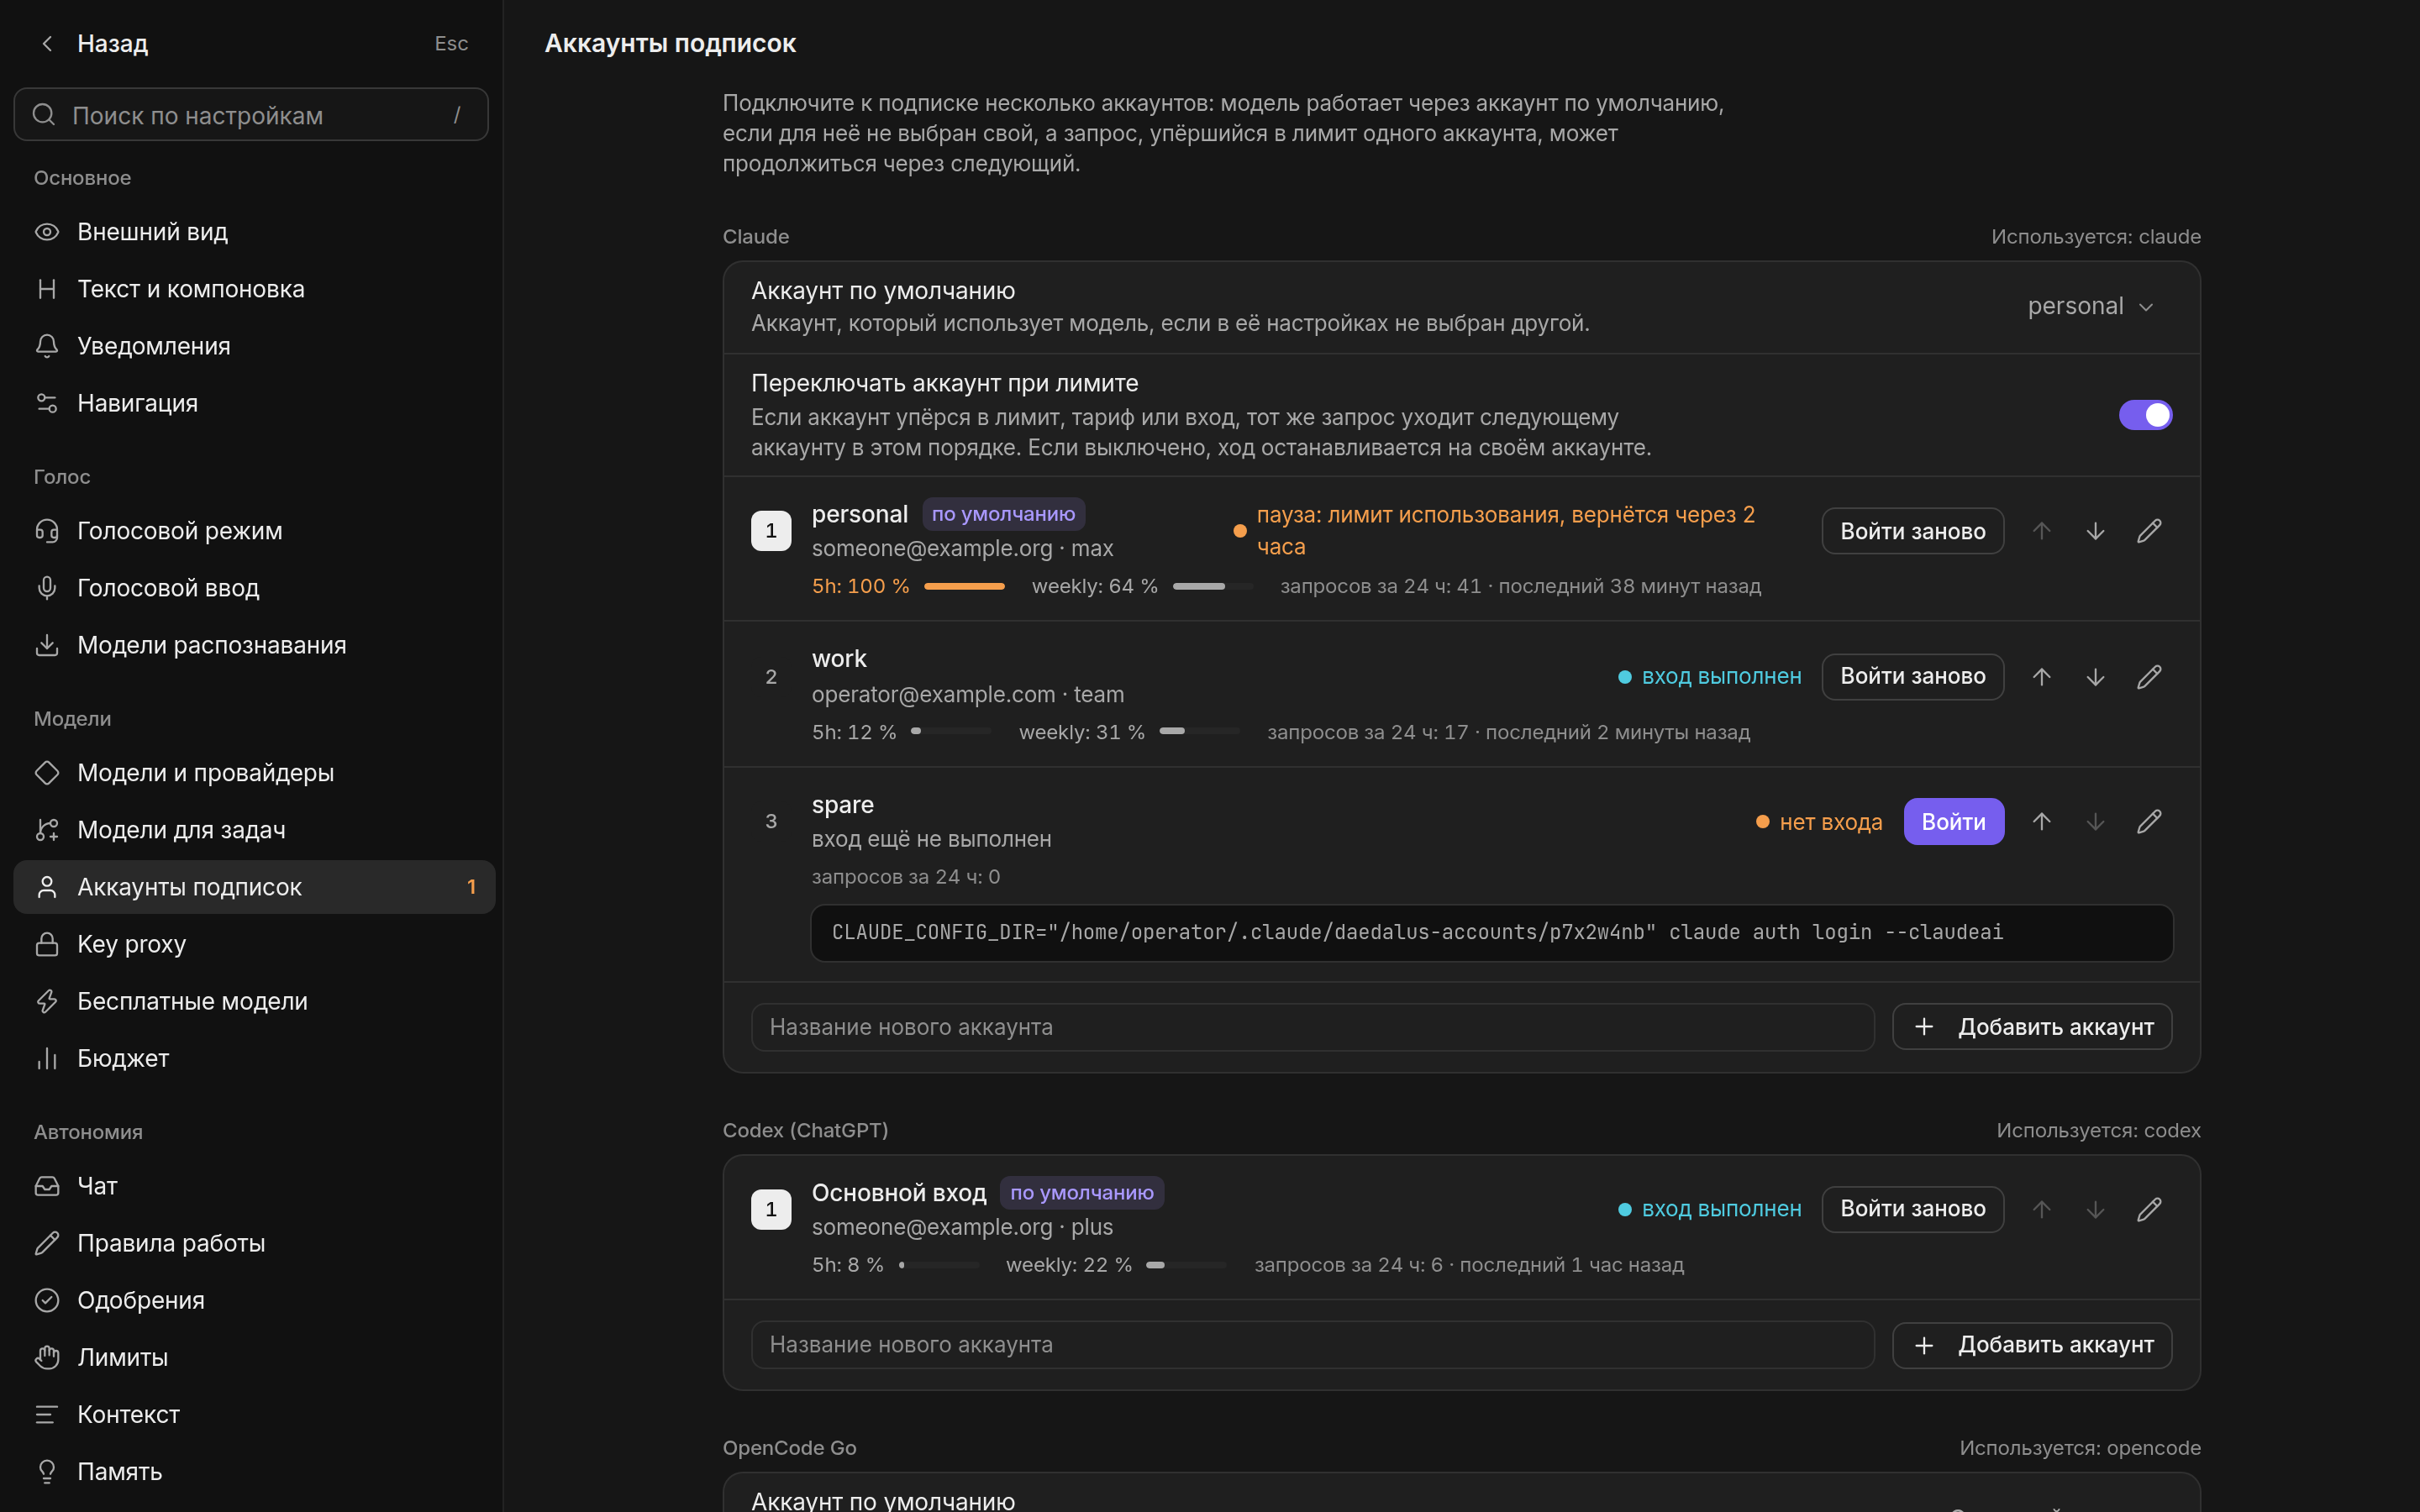 Назад
Esc
Поиск по настройкам
/
Основное
Внешний вид
Текст и компоновка
Уведомления
Навигация
Голос
Голосовой режим
Голосовой ввод
Модели распознавания
Модели
Модели и провайдеры
Модели для задач
Аккаунты подписок
1
Key proxy
Бесплатные модели
Бюджет
Автономия
Чат
Правила работы
Одобрения
Лимиты
Контекст
Память
Аккаунты подписок
Подключите к подписке несколько аккаунтов: модель работает через аккаунт по умолчанию,
если для неё не выбран свой, а запрос, упёршийся в лимит одного аккаунта, может
продолжиться через следующий.
Claude
Используется: claude
Аккаунт по умолчанию
Аккаунт, который использует модель, если в её настройках не выбран другой.
personal
Переключать аккаунт при лимите
Если аккаунт упёрся в лимит, тариф или вход, тот же запрос уходит следующему
аккаунту в этом порядке. Если выключено, ход останавливается на своём аккаунте.
1
personal по умолчанию
someone@example.org · max
пауза: лимит использования, вернётся через 2
часа
Войти заново
5h: 100 % weekly: 64 % запросов за 24 ч: 41 · последний 38 минут назад
2
work
operator@example.com · team
вход выполнен
Войти заново
5h: 12 % weekly: 31 % запросов за 24 ч: 17 · последний 2 минуты назад
3
spare
вход ещё не выполнен
нет входа
Войти
запросов за 24 ч: 0
CLAUDE_CONFIG_DIR="/home/operator/.claude/daedalus-accounts/p7x2w4nb" claude auth login --claudeai
Название нового аккаунта
Добавить аккаунт
Codex (ChatGPT)
Используется: codex
1
Основной вход по умолчанию
someone@example.org · plus
вход выполнен
Войти заново
5h: 8 % weekly: 22 % запросов за 24 ч: 6 · последний 1 час назад
Название нового аккаунта
Добавить аккаунт
OpenCode Go
Используется: opencode
Аккаунт по умолчанию